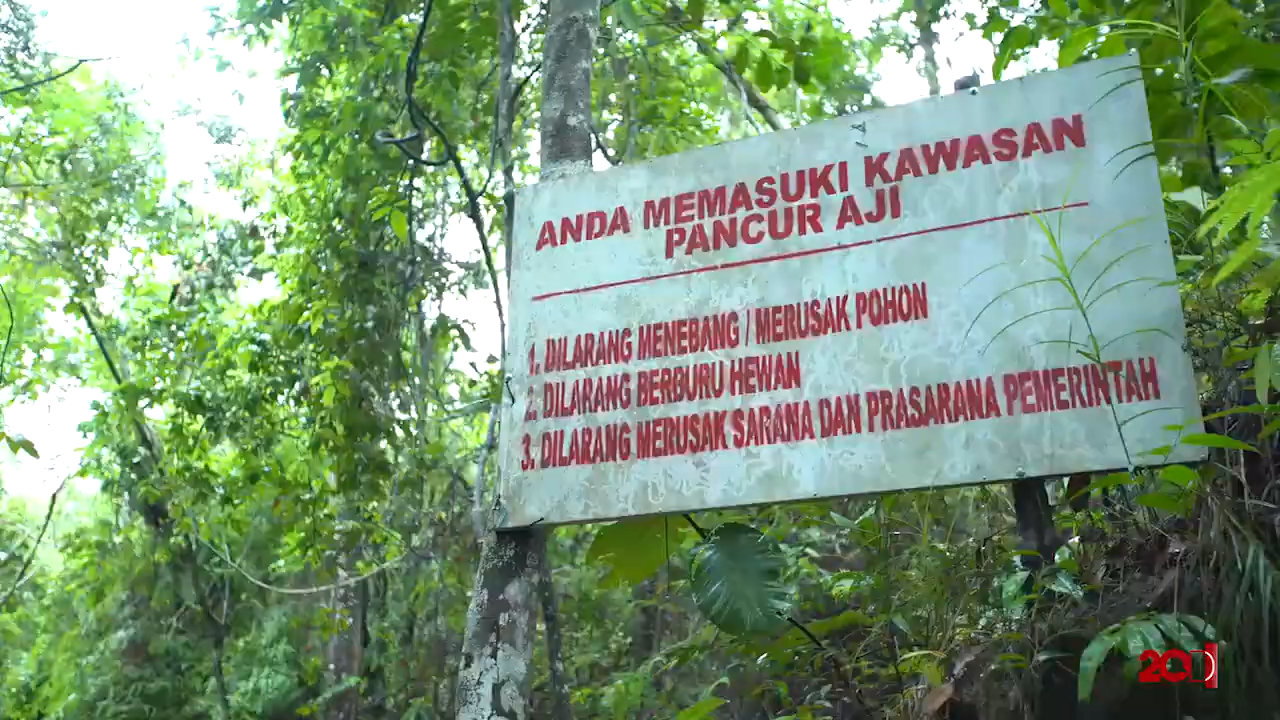 ANDA MEMASUKI KAWASAN
PANCUR AJI
1. DILARANG MENEBANG / MERUSAK POHON
2. DILARANG BERBURU HEWAN
3. DILARANG MERUSAK SARANA DAN PRASARANA PEMERINTAH